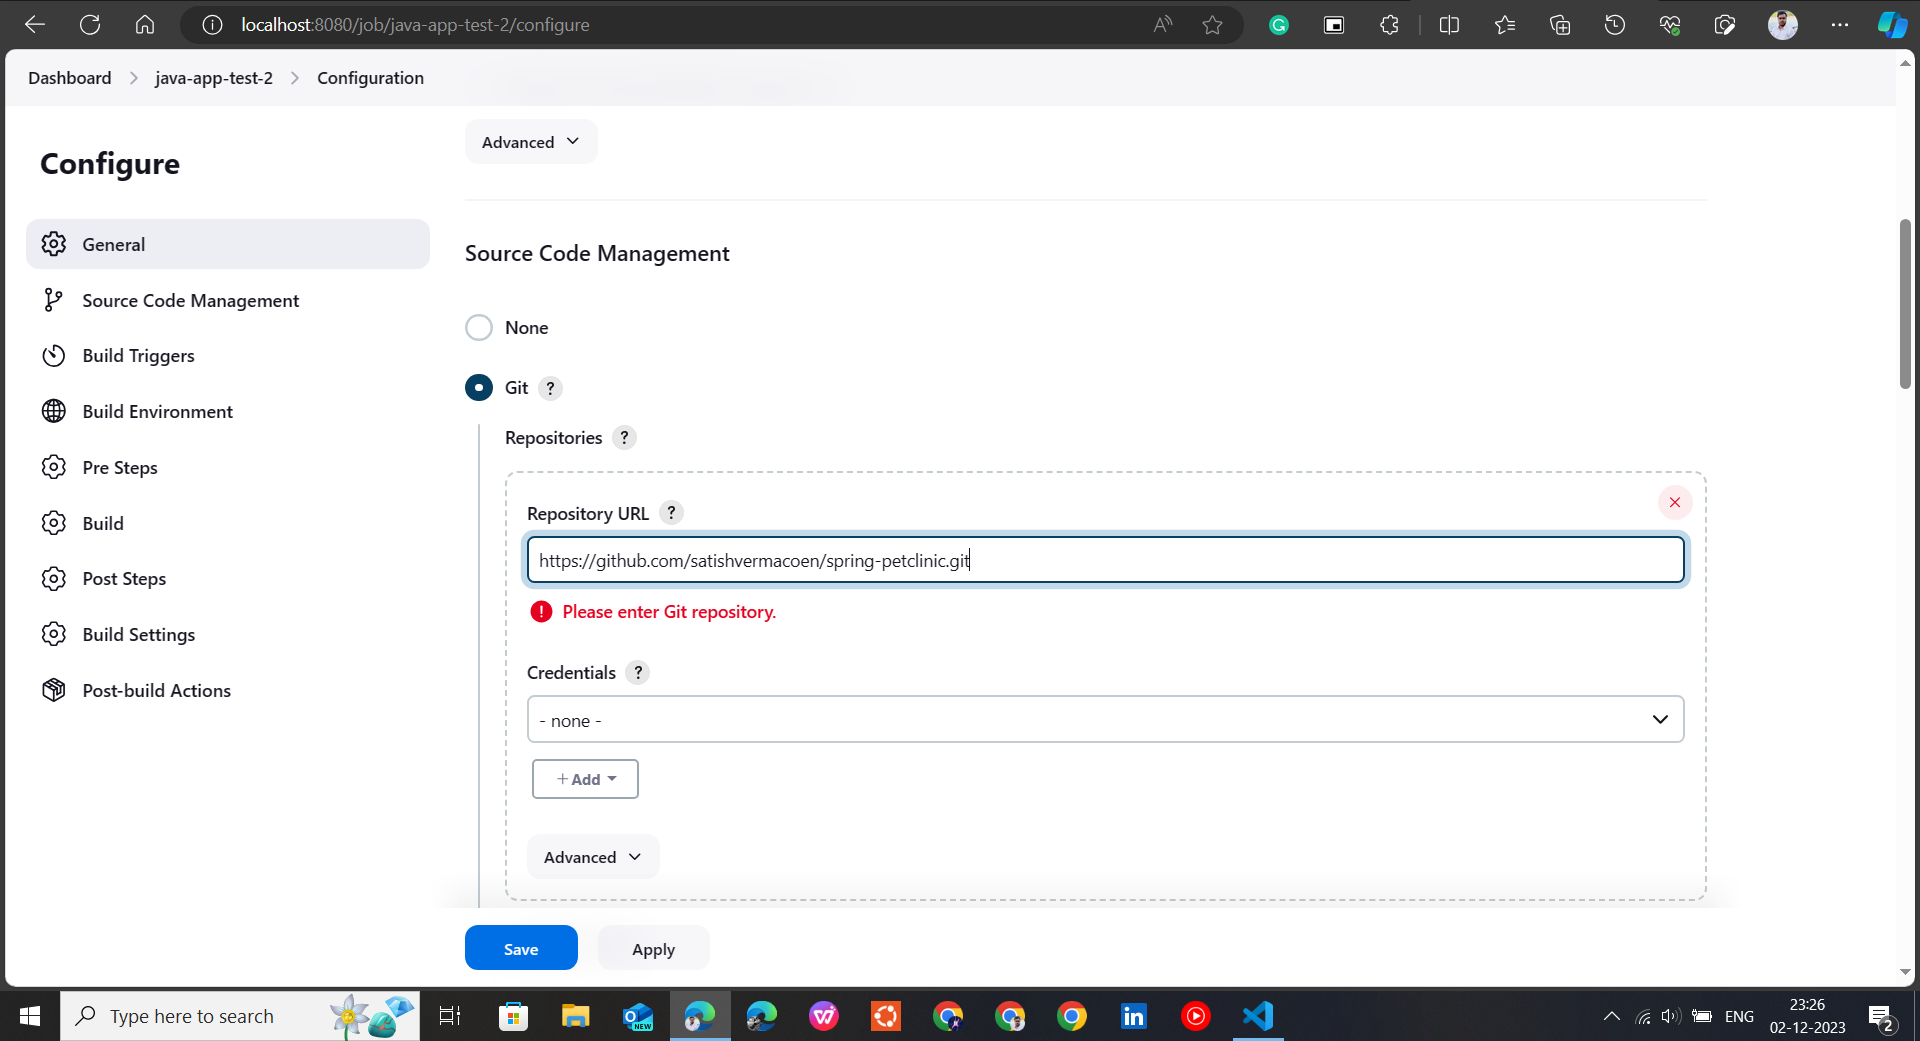 localhost:8080/job/java-app-test-2/configure
Dashboard > java-app-test-2 > Configuration
Advanced
Configure
General
Source Code Management
Build Triggers
Build Environment
Pre Steps
Build
Post Steps
Build Settings
Post-build Actions
Source Code Management
None
Git ?
Repositories ?
Repository URL ?
https://github.com/satishvermacoen/spring-petclinic.git
! Please enter Git repository.
Credentials ?
- none -
+ Add
Advanced
Save Apply
Type here to search
NEW
ENG
23:26
02-12-2023
2